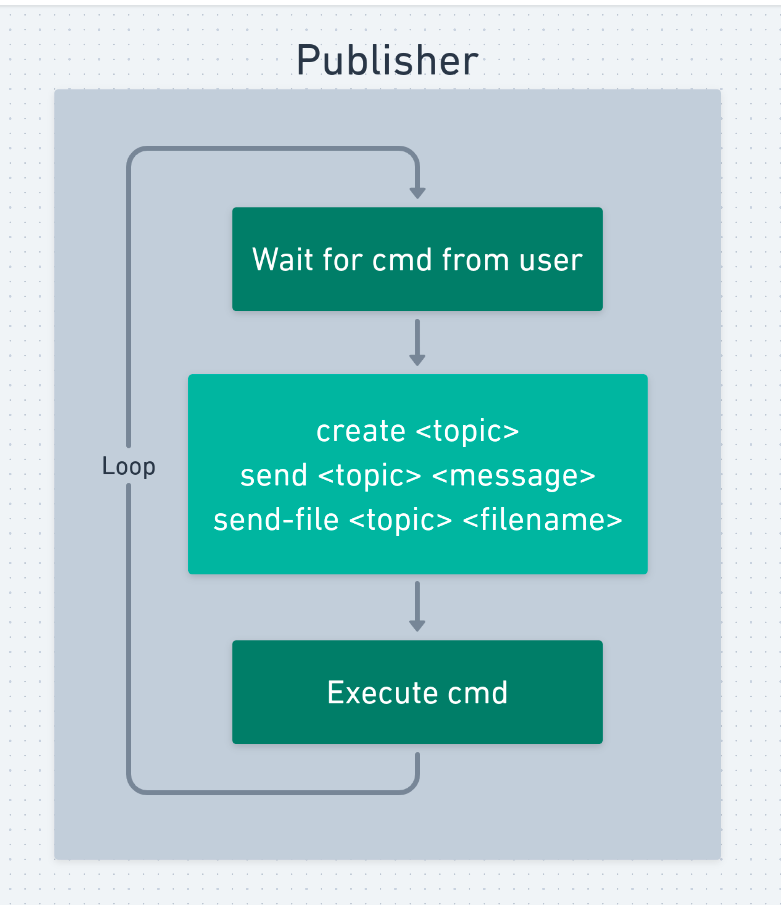 Publisher
Wait for cmd from user
create <topic>
send <topic> <message>
Loop
send-file <topic> <filename>
Execute cmd